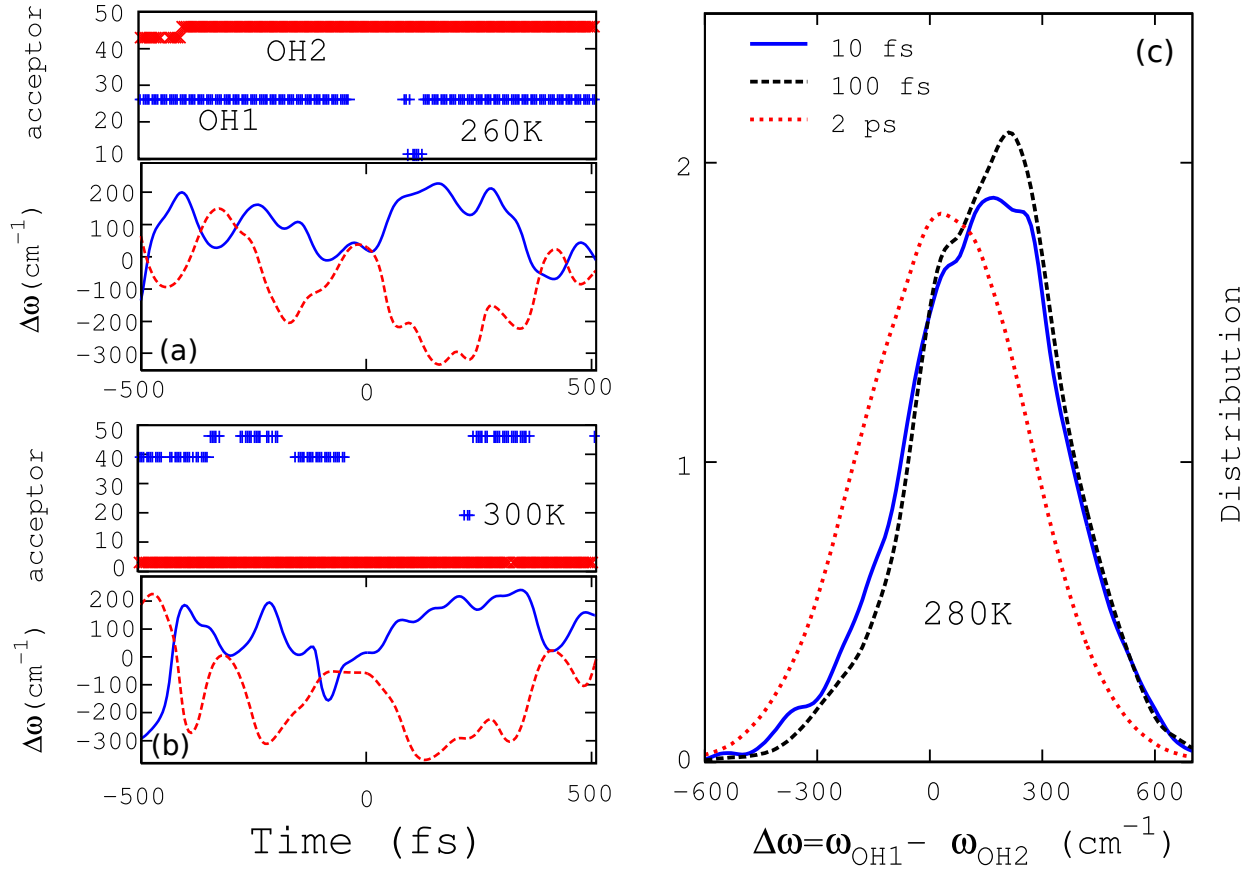 acceptor
50
40
30
20
10
OH2
OH1
260K
Δω(cm⁻¹)
200
100
0
−100
−200
−300
(a)
−500
0
500
acceptor
50
40
30
20
10
0
300K
Δω(cm⁻¹)
200
100
0
−100
−200
−300
(b)
−500
0
500
Time (fs)
(c)
10 fs
100 fs
2 ps
2
1
0
280K
Distribution
−600
−300
0
300
600
Δω=ω_OH1− ω_OH2 (cm⁻¹)